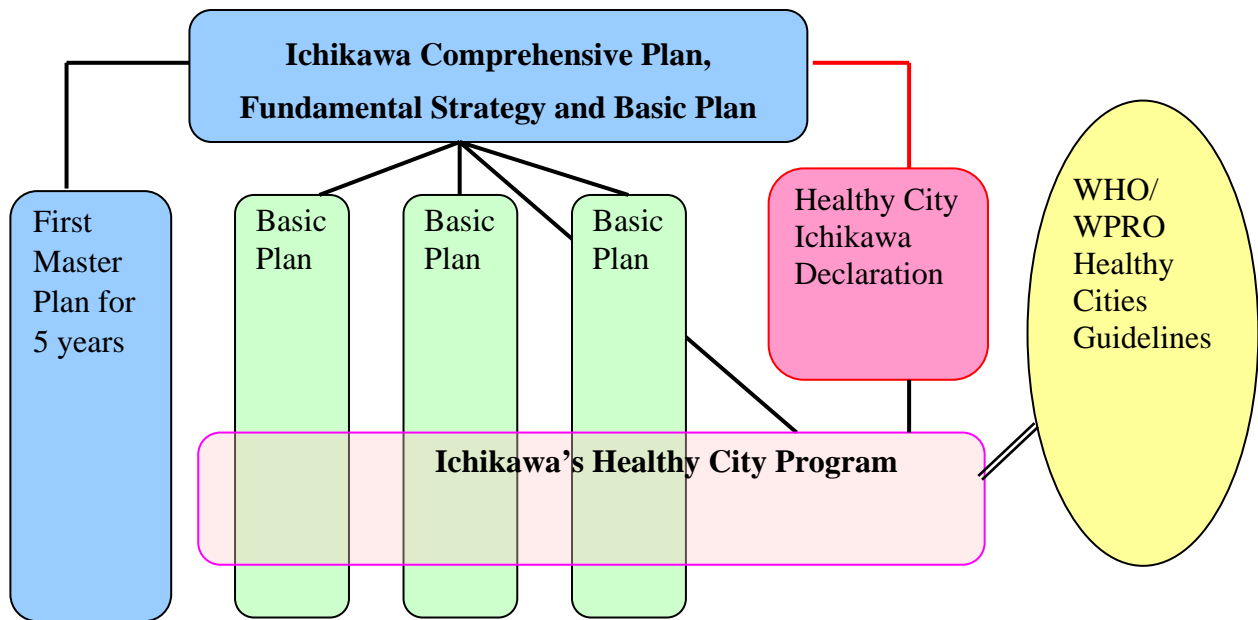 Ichikawa Comprehensive Plan,
Fundamental Strategy and Basic Plan
First
Master
Plan for
5 years
Basic
Plan
Basic
Plan
Basic
Plan
Healthy City
Ichikawa
Declaration
WHO/
WPRO
Healthy
Cities
Guidelines
Ichikawa’s Healthy City Program